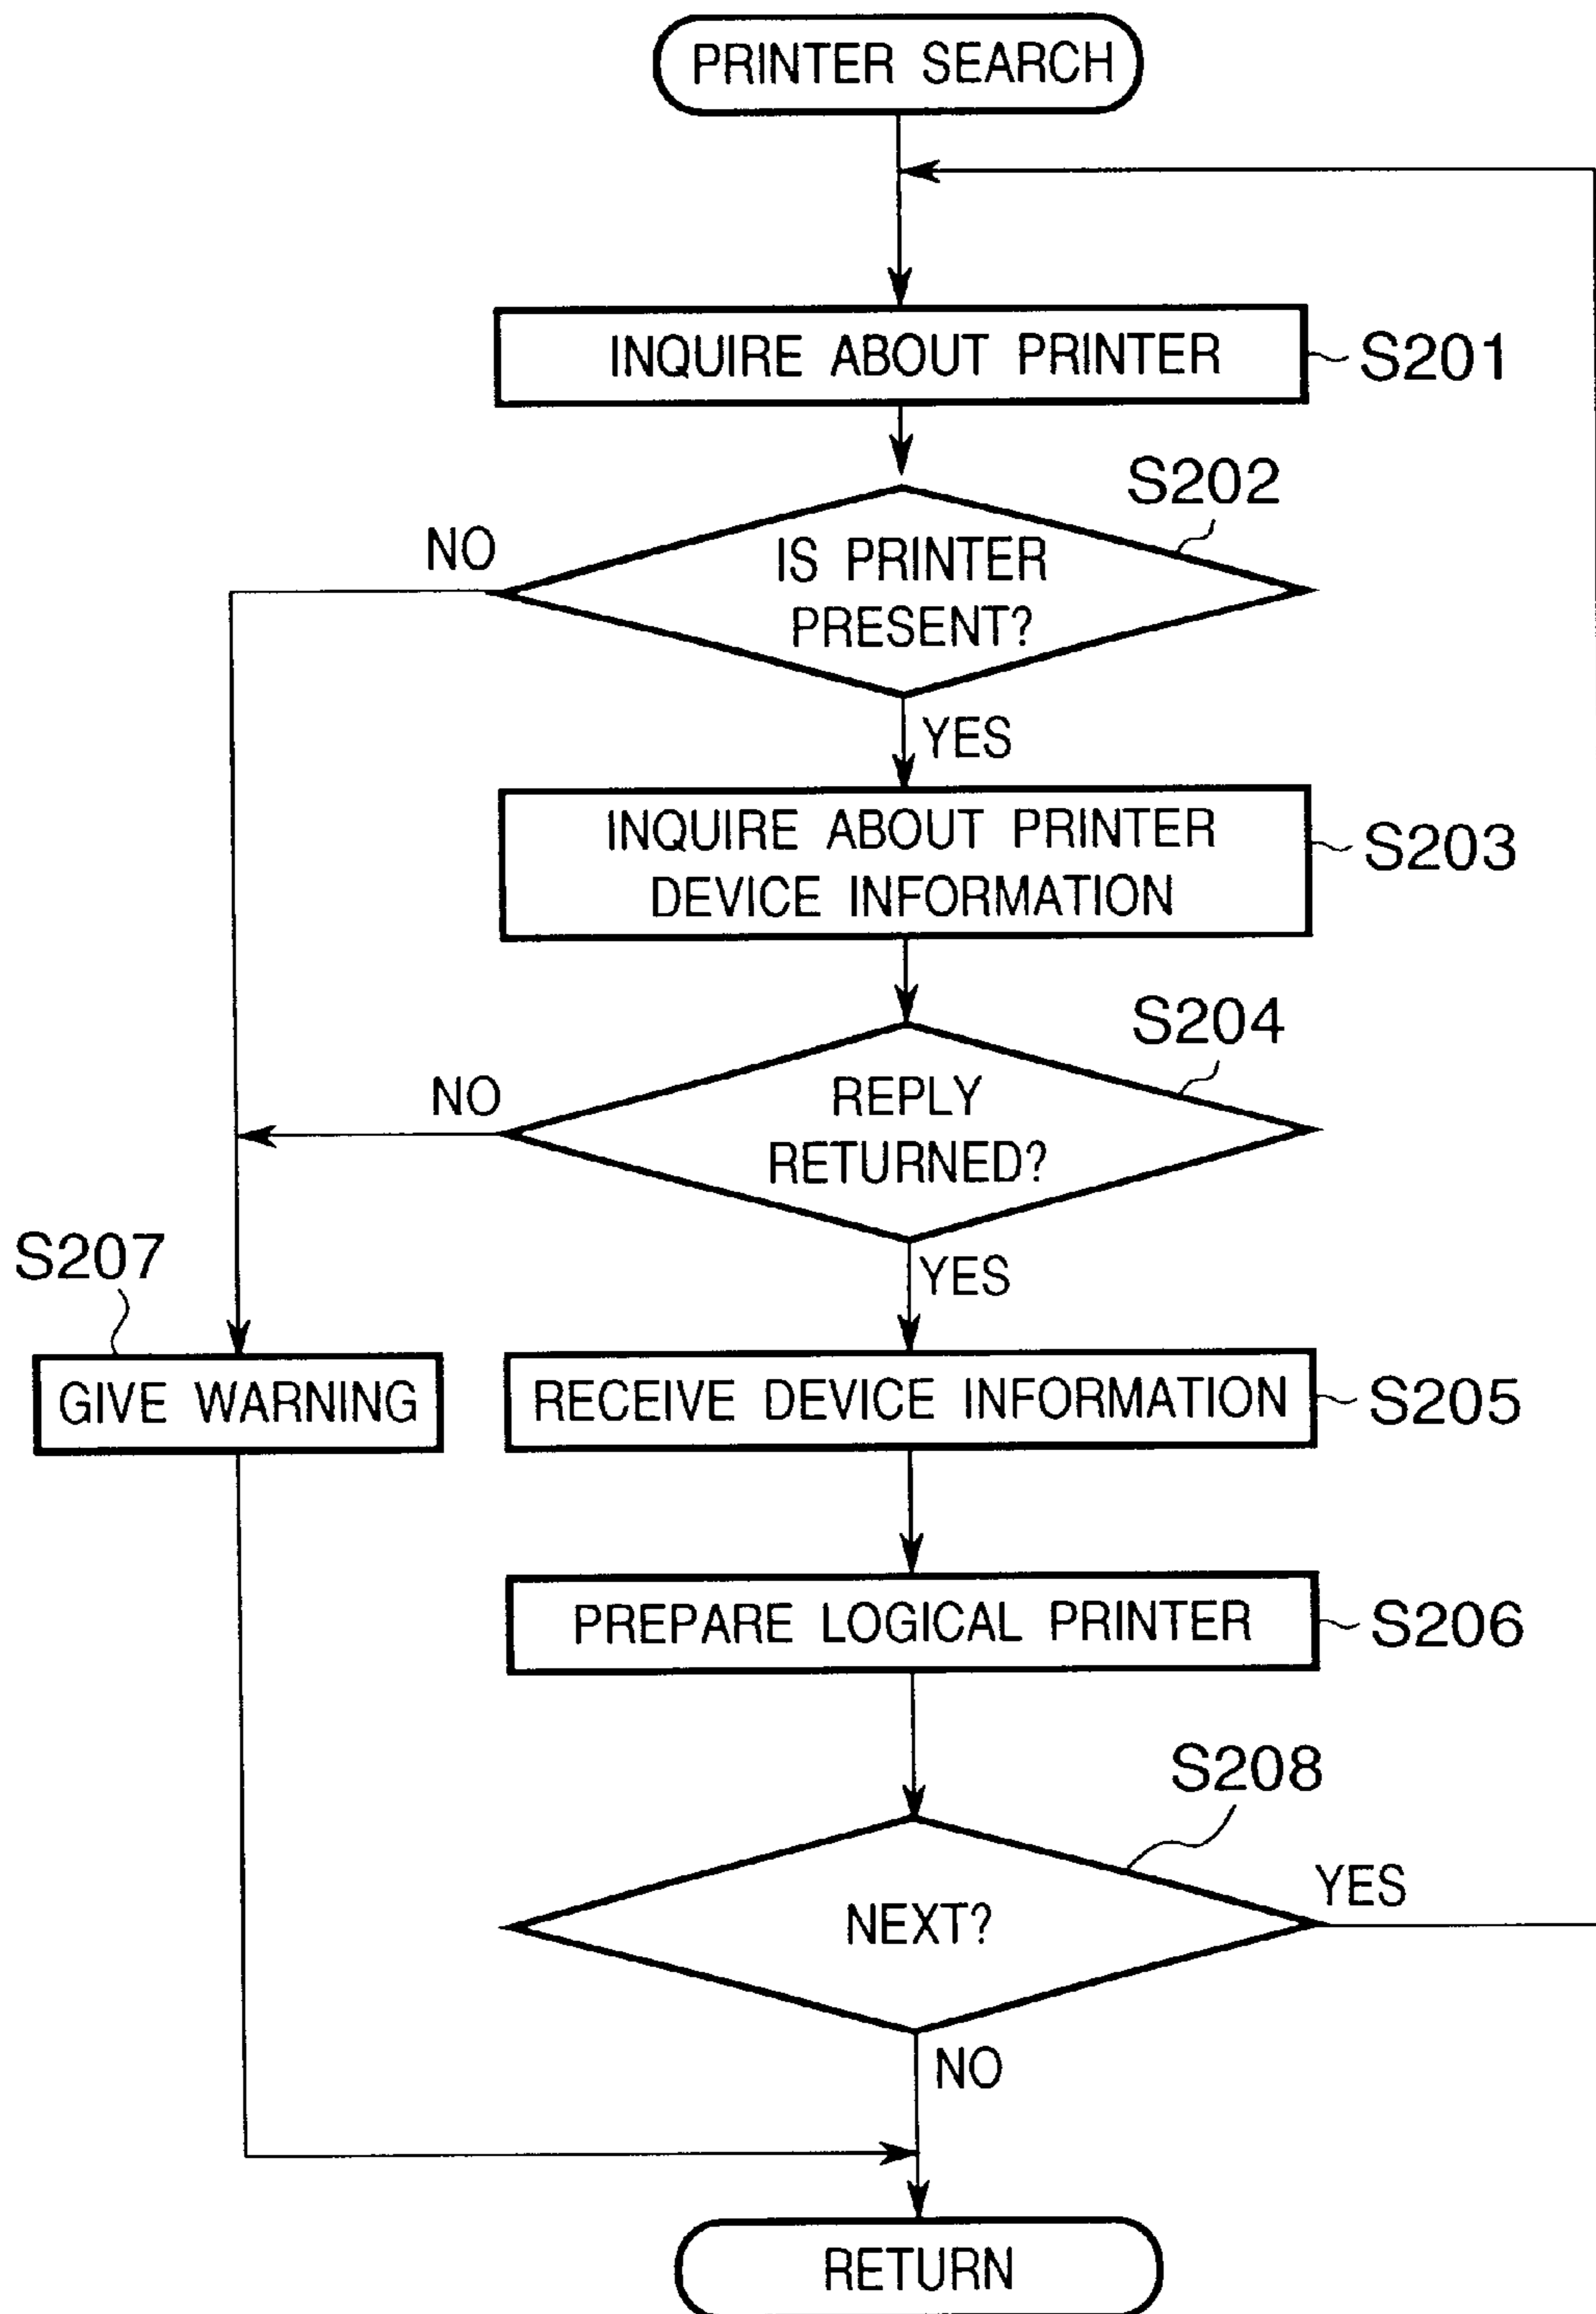 PRINTER SEARCH
INQUIRE ABOUT PRINTER
S201
S202
NO
IS PRINTER
PRESENT?
YES
INQUIRE ABOUT PRINTER
DEVICE INFORMATION
S203
S204
NO
REPLY
RETURNED?
YES
S207
GIVE WARNING
RECEIVE DEVICE INFORMATION
S205
PREPARE LOGICAL PRINTER
S206
S208
NEXT?
YES
NO
RETURN